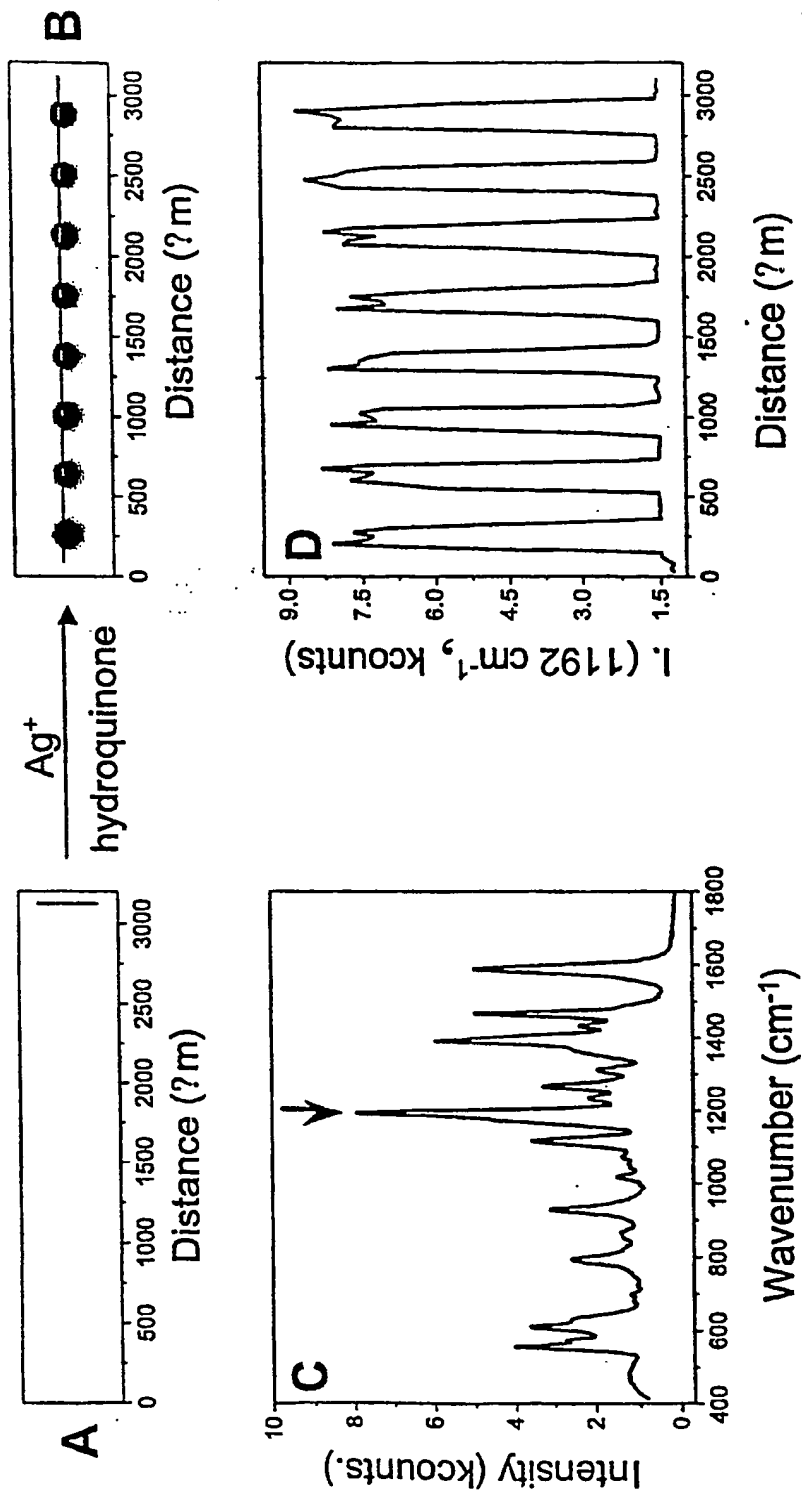 A
0 500 1000 1500 2000 2500 3000
Distance (?m)
Ag+
hydroquinone
B
0 500 1000 1500 2000 2500 3000
Distance (?m)
C
10
8
6
4
2
0
Intensity (kcounts.)
400 600 800 1000 1200 1400 1600 1800
Wavenumber (cm-1)
D
9.0
7.5
6.0
4.5
3.0
1.5
I. (1192 cm-1, kcounts)
0 500 1000 1500 2000 2500 3000
Distance (?m)